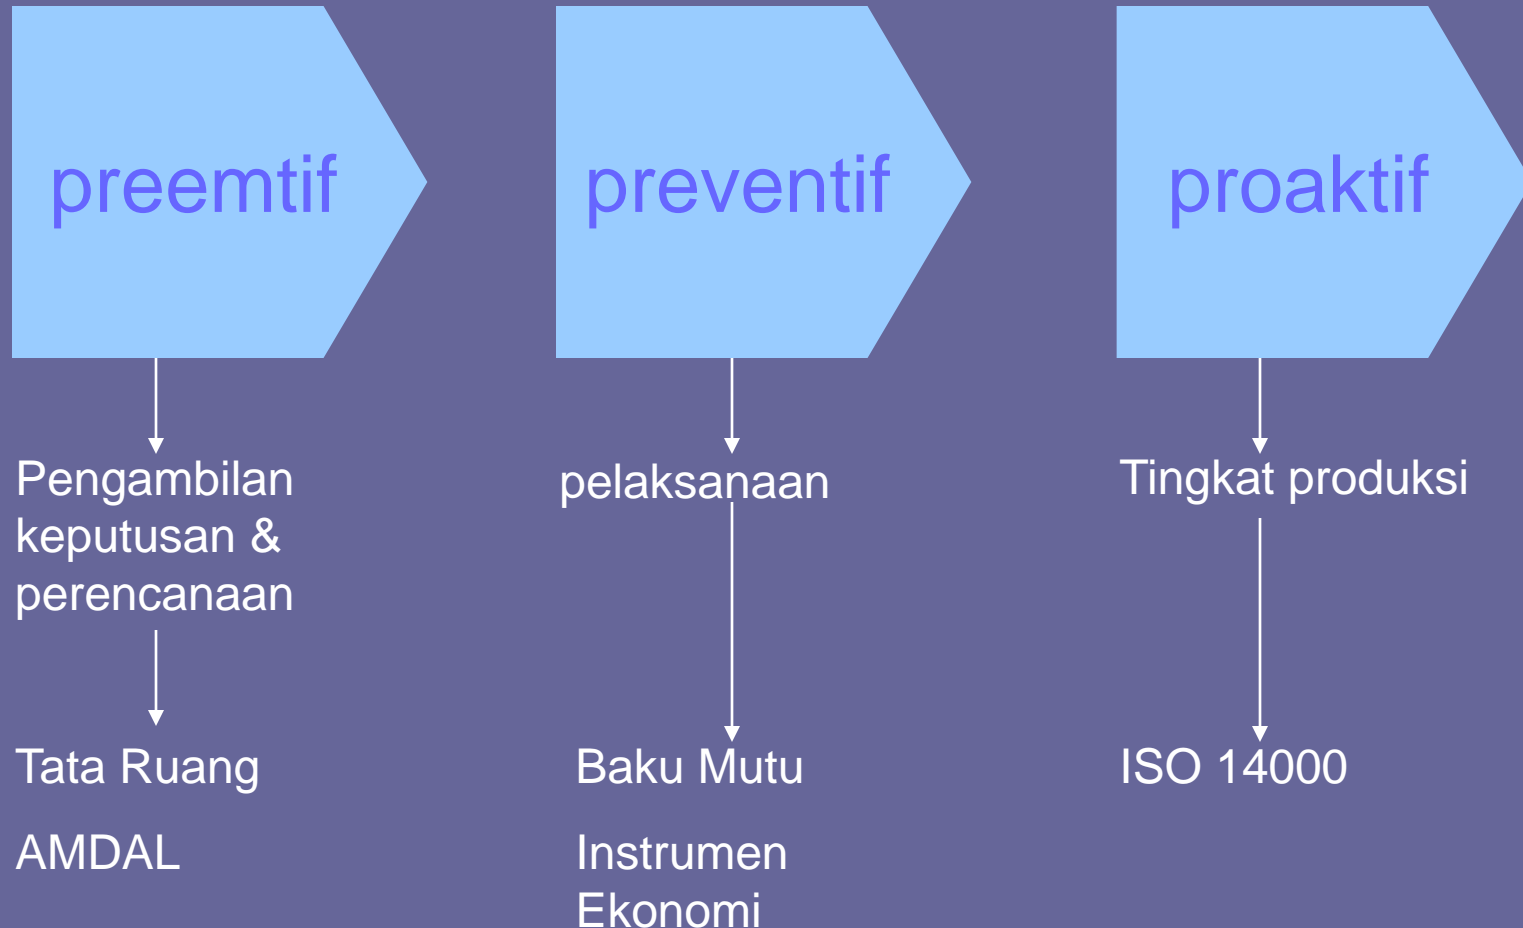 preemtif
preventif
proaktif
Pengambilan
keputusan &
perencanaan
pelaksanaan
Tingkat produksi
Tata Ruang
AMDAL
Baku Mutu
Instrumen
Ekonomi
ISO 14000